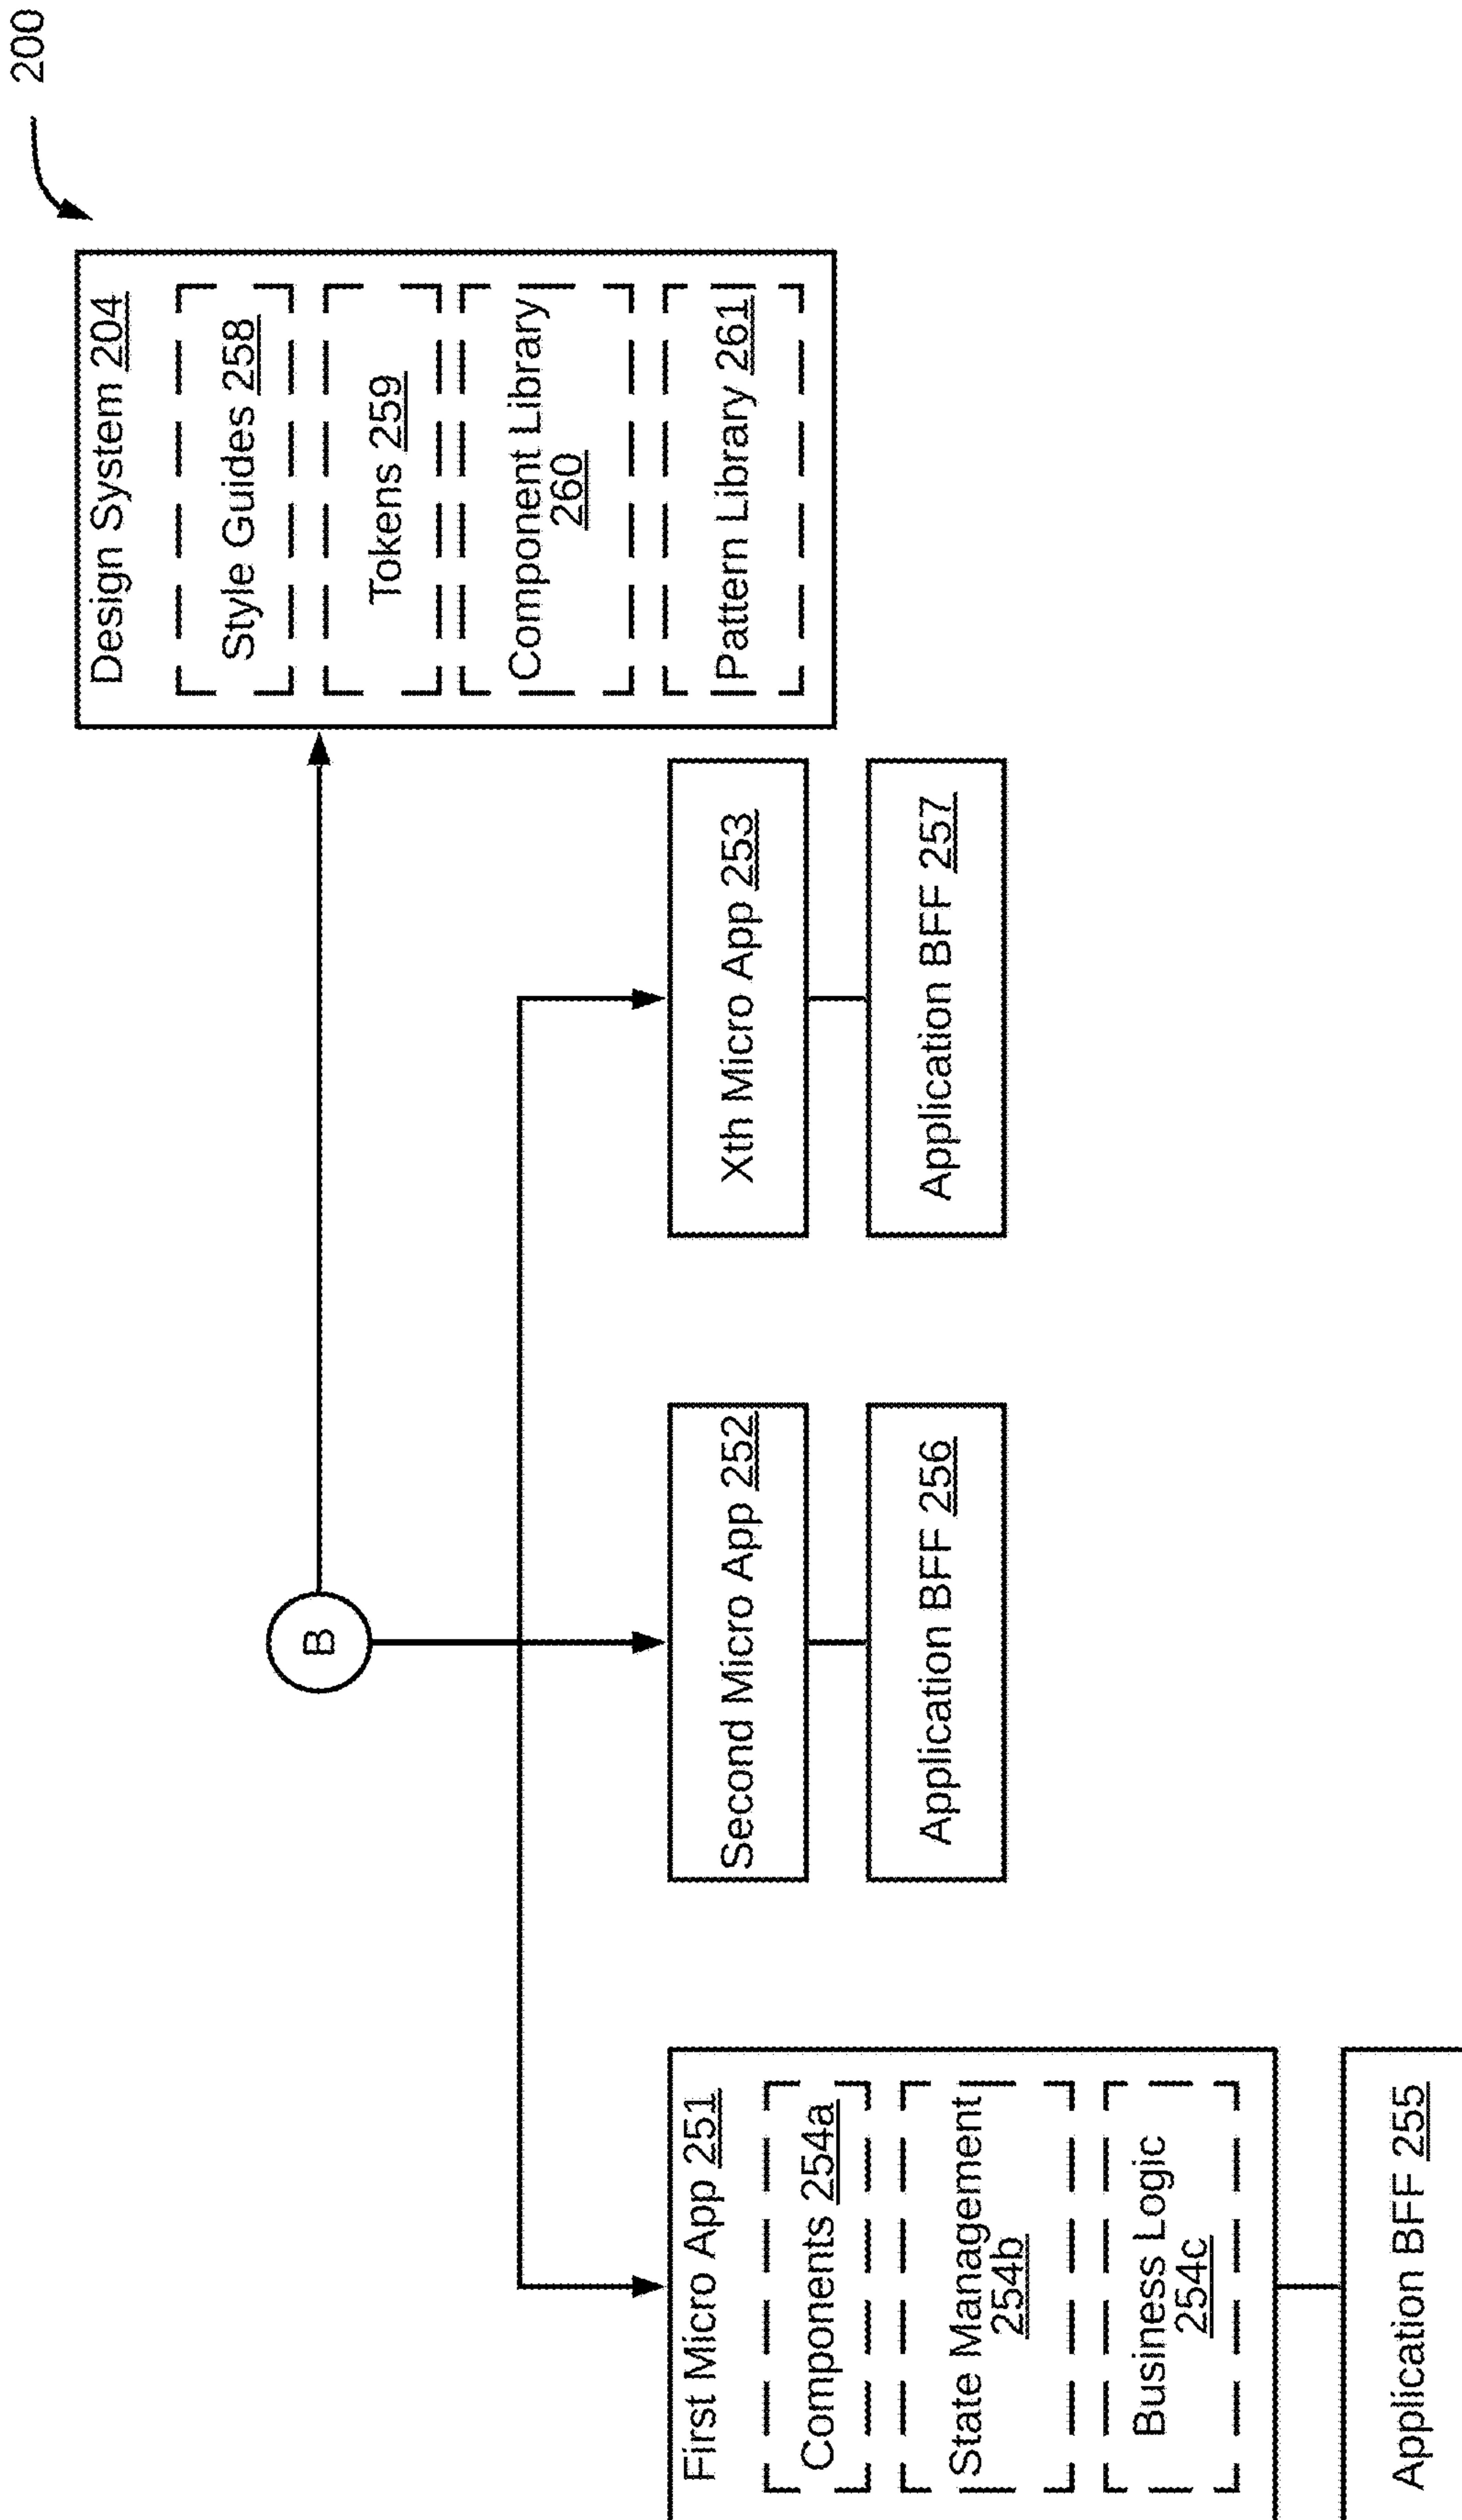 200
Design System 204
Style Guides 258
Tokens 259
Component Library
260
Pattern Library 261
B
First Micro App 251
Components 254a
State Management
254b
Business Logic
254c
Application BFF 255
Second Micro App 252
Application BFF 256
Xth Micro App 253
Application BFF 257